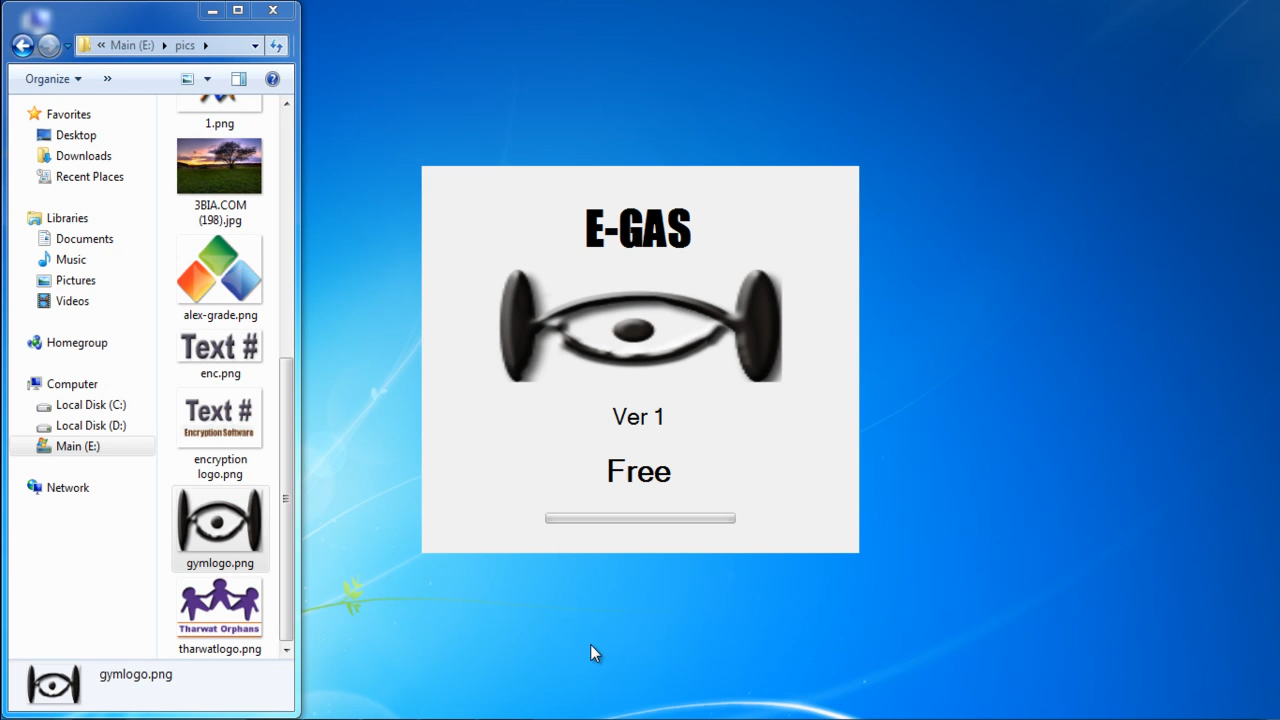 « Main (E:) ▸ pics ▸
Organize »
Favorites
Desktop
Downloads
Recent Places
Libraries
Documents
Music
Pictures
Videos
Homegroup
Computer
Local Disk (C:)
Local Disk (D:)
Main (E:)
Network
1.png
3BIA.COM
(198).jpg
alex-grade.png
Text #
enc.png
Text #
Encryption Software
encryption
logo.png
gymlogo.png
Tharwat Orphans
tharwatlogo.png
gymlogo.png
E-GAS
Ver 1
Free